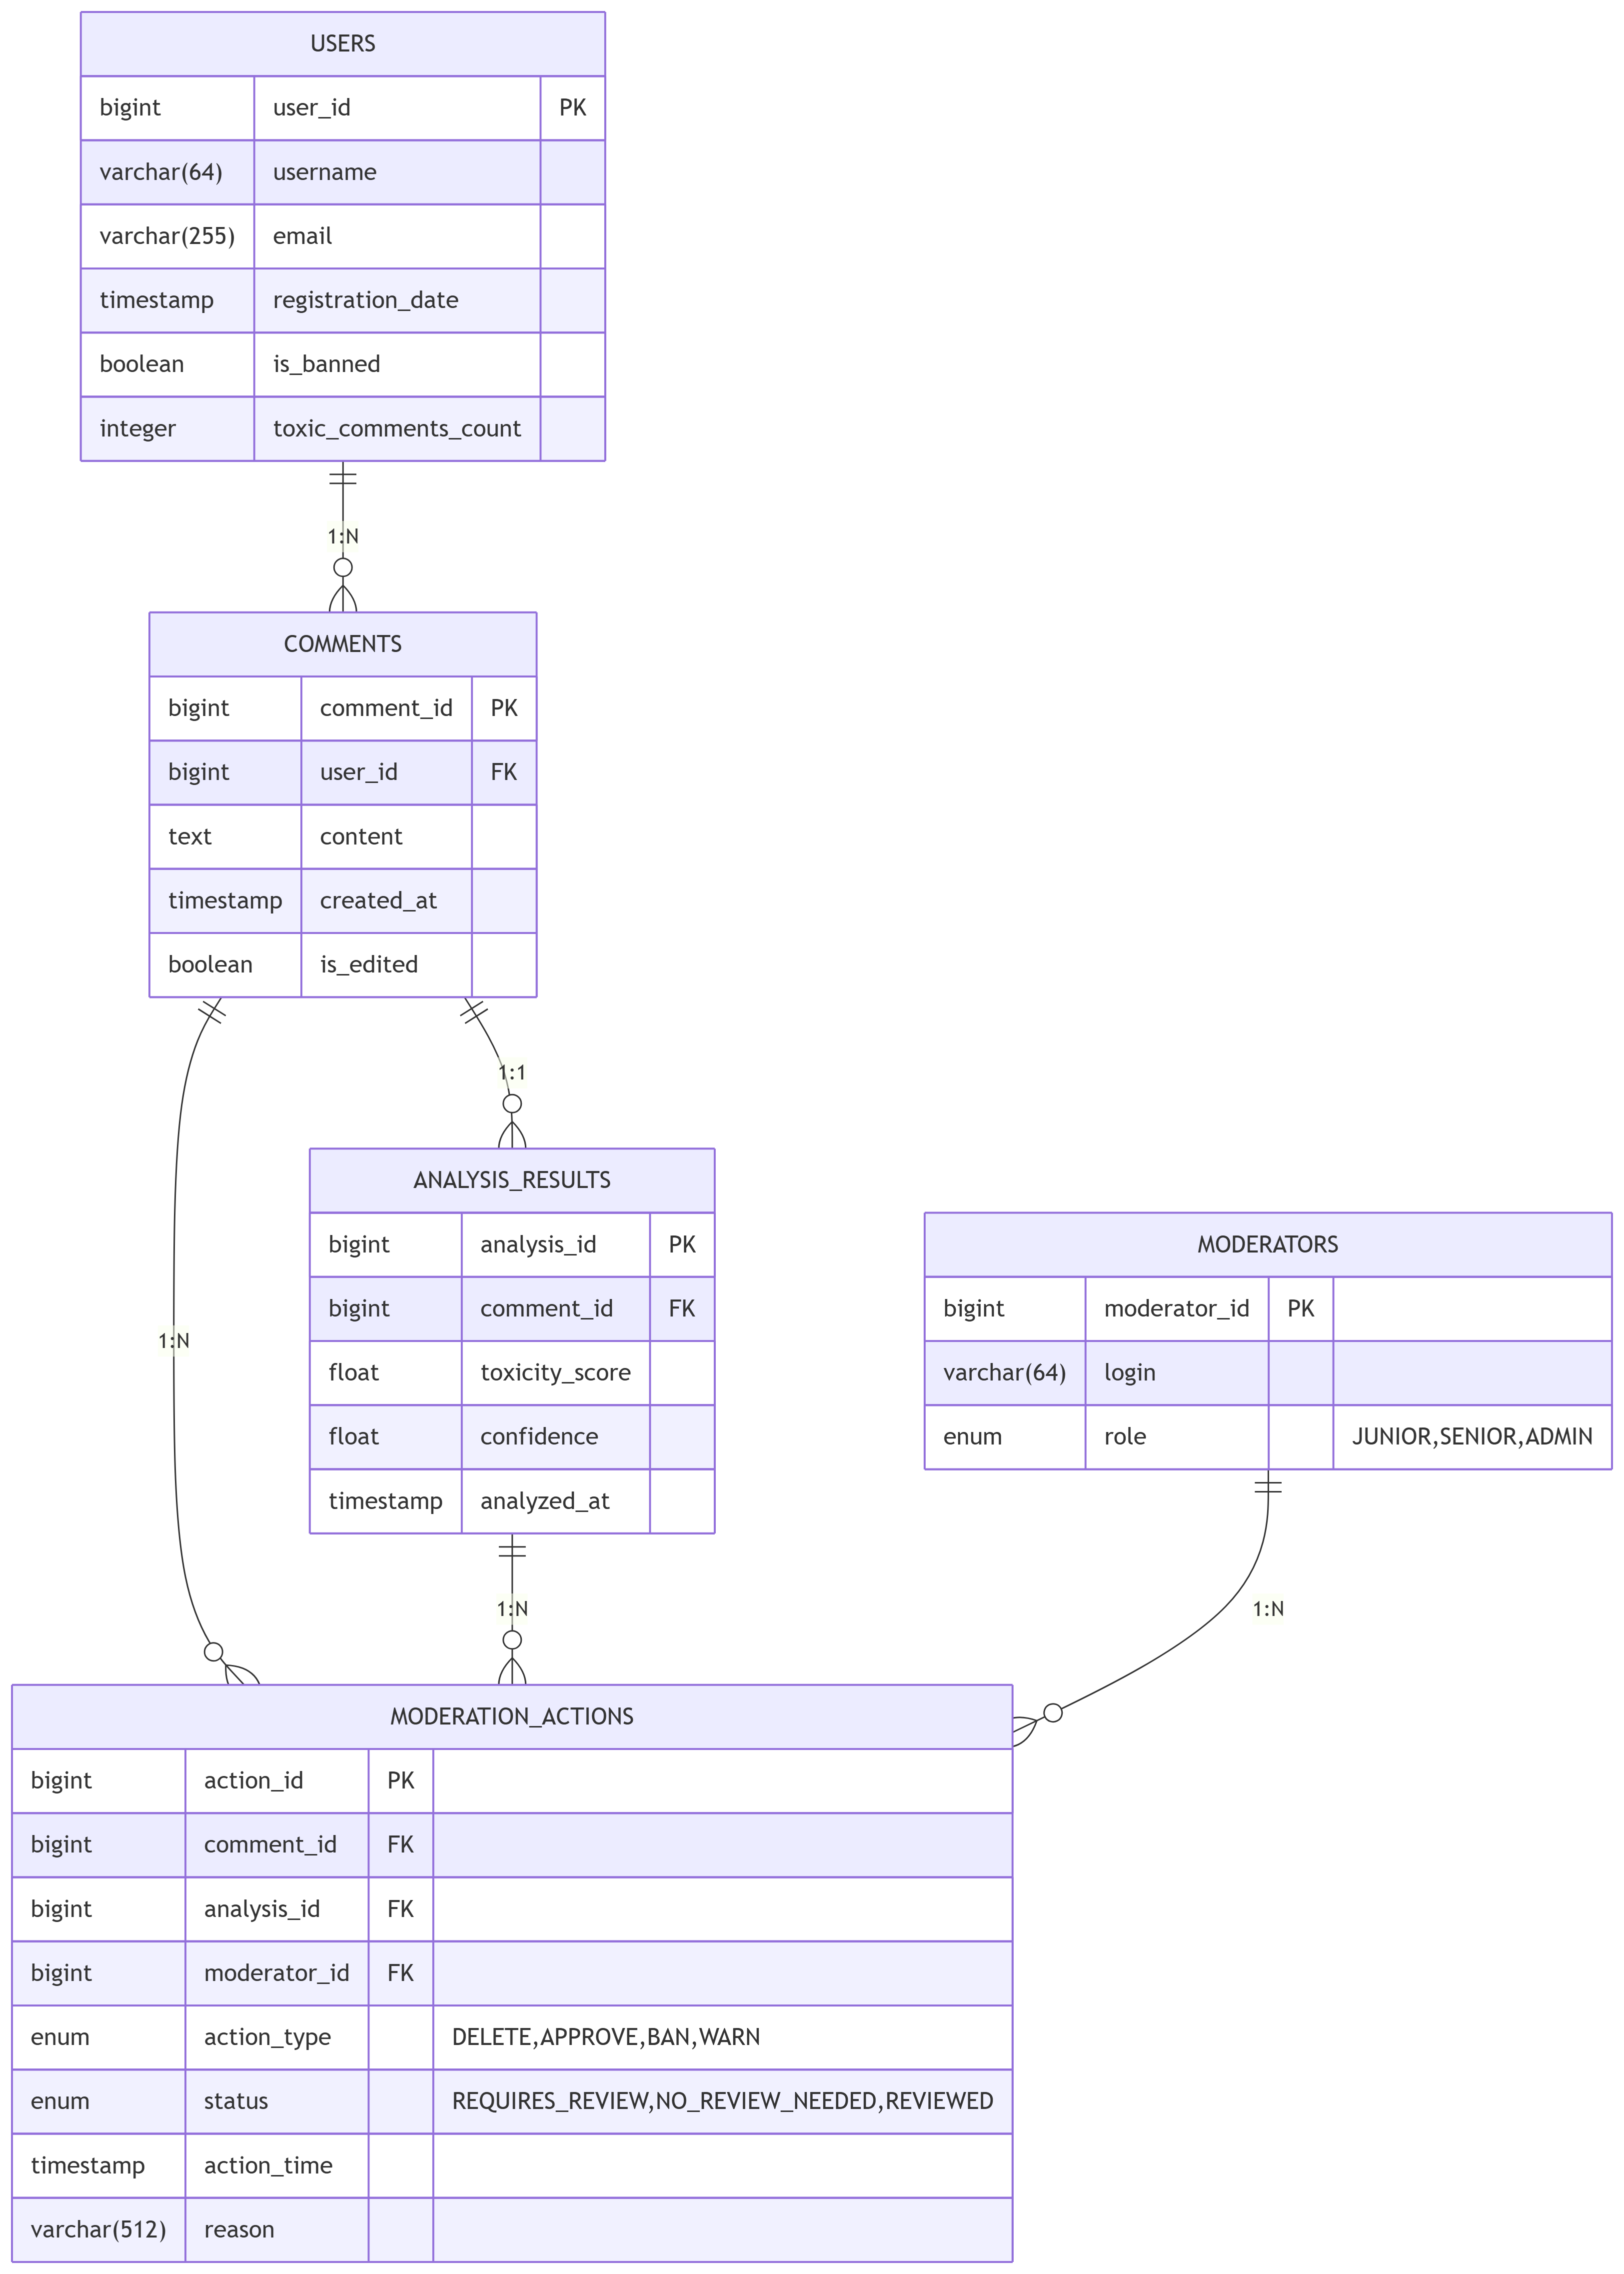 USERS
bigint user_id PK
varchar(64) username
varchar(255) email
timestamp registration_date
boolean is_banned
integer toxic_comments_count
1:N
COMMENTS
bigint comment_id PK
bigint user_id FK
text content
timestamp created_at
boolean is_edited
1:1
ANALYSIS_RESULTS
bigint analysis_id PK
bigint comment_id FK
float toxicity_score
float confidence
timestamp analyzed_at
MODERATORS
bigint moderator_id PK
varchar(64) login
enum role JUNIOR,SENIOR,ADMIN
1:N
1:N
1:N
MODERATION_ACTIONS
bigint action_id PK
bigint comment_id FK
bigint analysis_id FK
bigint moderator_id FK
enum action_type DELETE,APPROVE,BAN,WARN
enum status REQUIRES_REVIEW,NO_REVIEW_NEEDED,REVIEWED
timestamp action_time
varchar(512) reason